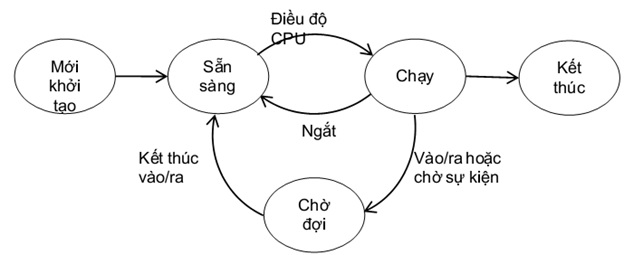 Điều độ
CPU
Mới
khởi
tạo
Sẵn
sàng
Chạy
Kết
thúc
Ngắt
Kết thúc
vào/ra
Vào/ra hoặc
chờ sự kiện
Chờ
đợi